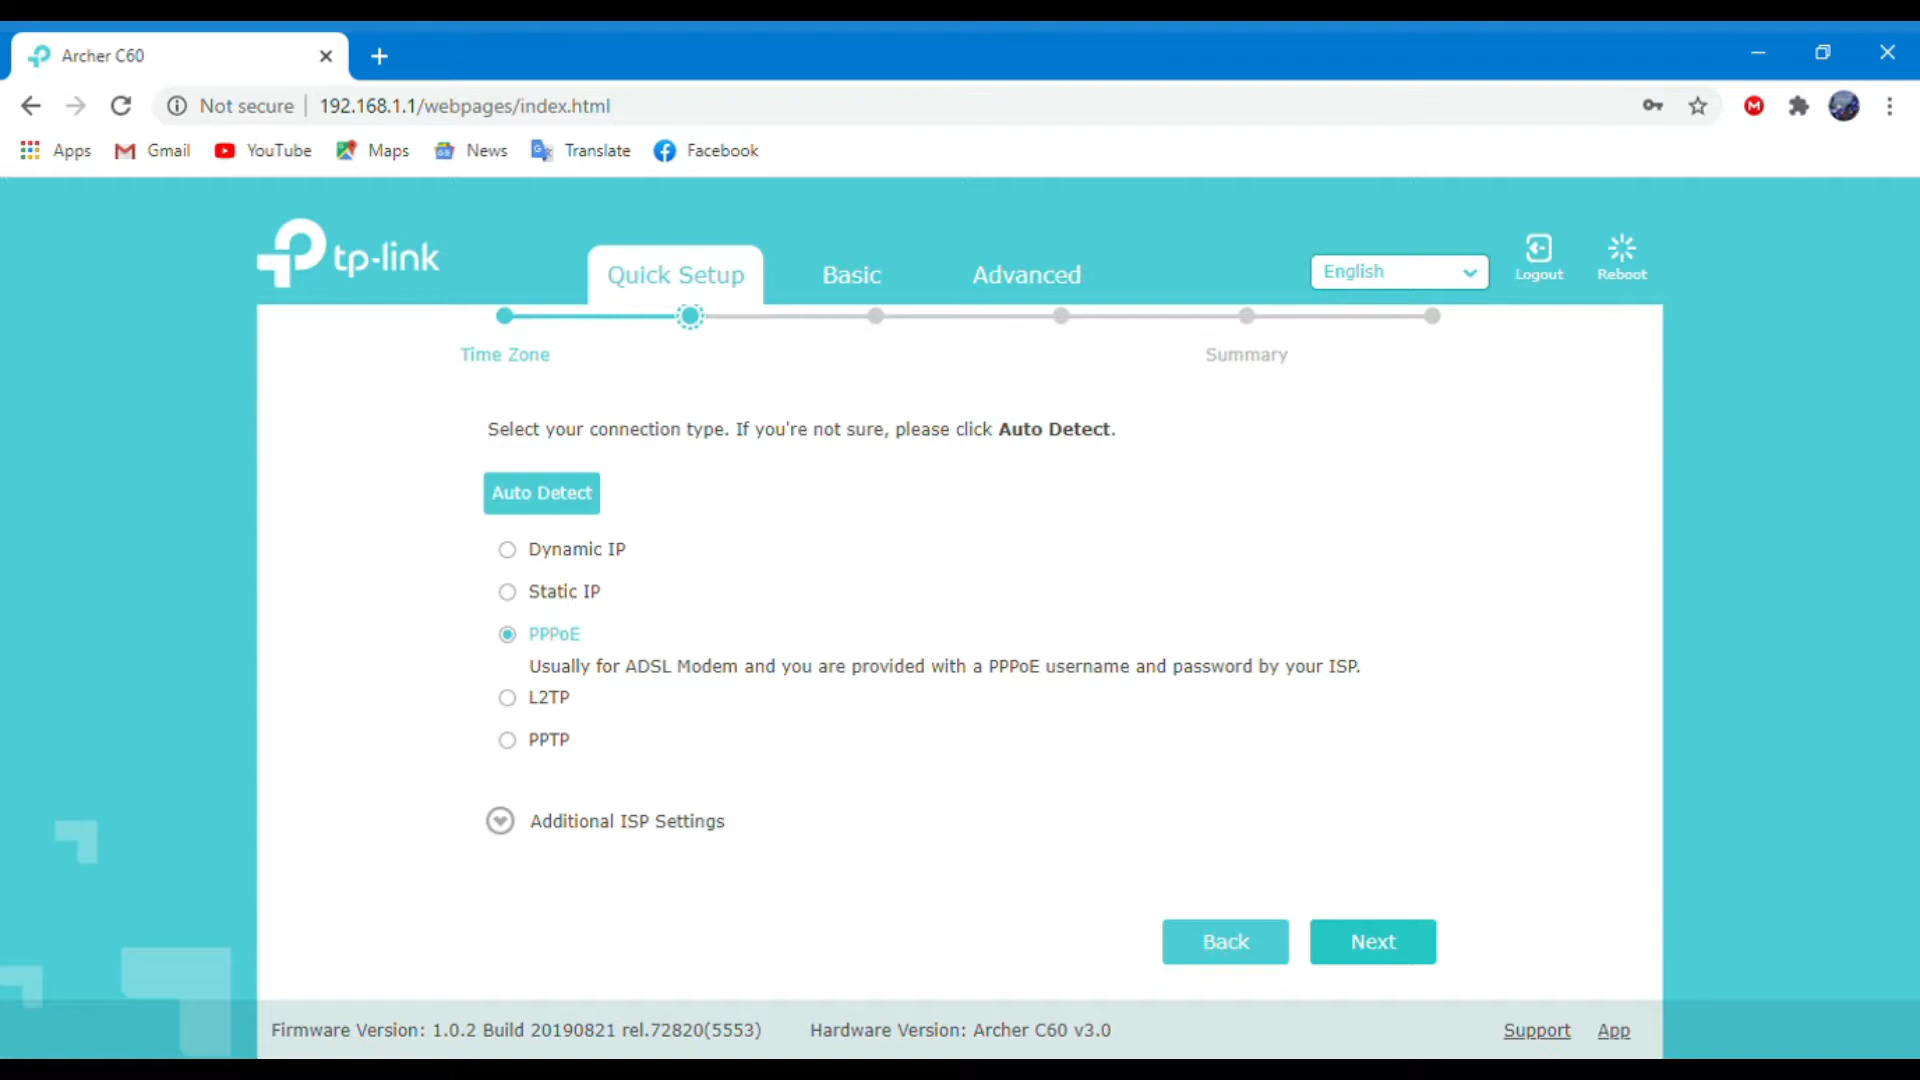 Archer C60
Not secure 192.168.1.1/webpages/index.html
Apps Gmail YouTube Maps News Translate Facebook
tp-link
Quick Setup Basic Advanced English Logout Reboot
Time Zone Summary
Select your connection type. If you're not sure, please click Auto Detect.
Auto Detect
Dynamic IP
Static IP
PPPoE
Usually for ADSL Modem and you are provided with a PPPoE username and password by your ISP.
L2TP
PPTP
Additional ISP Settings
Back Next
Firmware Version: 1.0.2 Build 20190821 rel.72820(5553) Hardware Version: Archer C60 v3.0 Support App